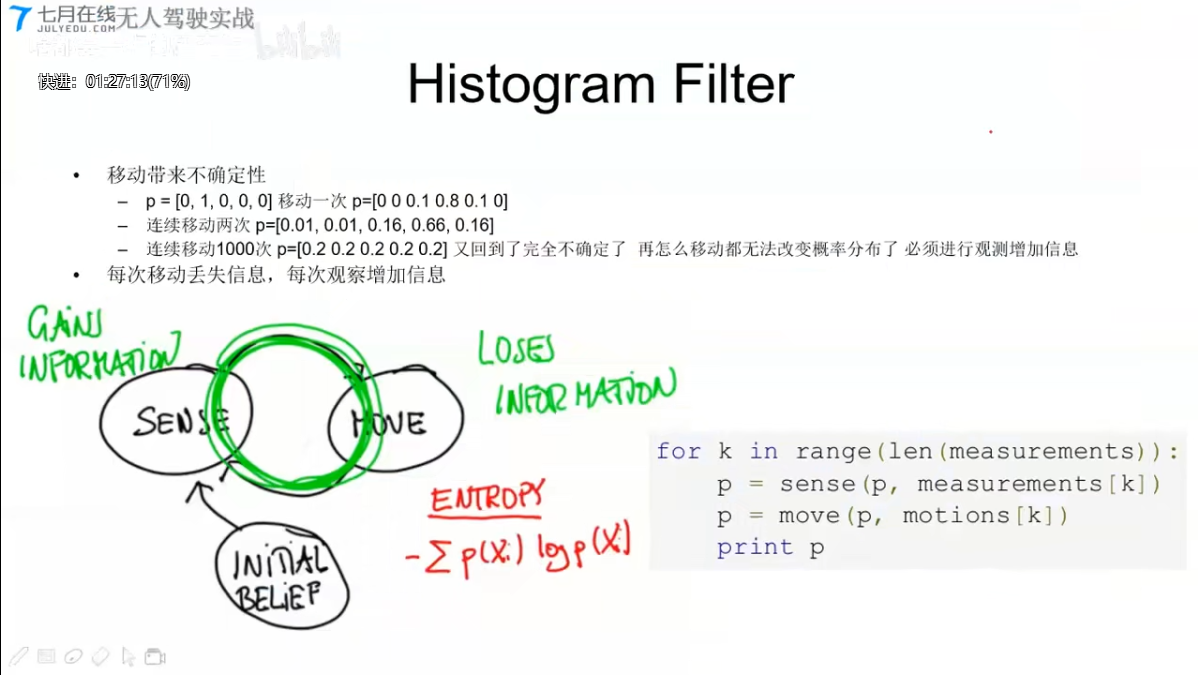 七月在线 无人驾驶实战
JULYEDU.COM
bilibili
快进: 01:27:13(71%)
Histogram Filter
• 移动带来不确定性
– p = [0, 1, 0, 0, 0] 移动一次 p=[0 0 0.1 0.8 0.1 0]
– 连续移动两次 p=[0.01, 0.01, 0.16, 0.66, 0.16]
– 连续移动1000次 p=[0.2 0.2 0.2 0.2 0.2] 又回到了完全不确定了 再怎么移动都无法改变概率分布了 必须进行观测增加信息
• 每次移动丢失信息，每次观察增加信息
GAINS
INFORMATION
LOSES
INFORMATION
SENSE
MOVE
INITIAL
BELIEF
ENTROPY
-∑ p(Xi) log p(Xi)
for k in range(len(measurements)):
p = sense(p, measurements[k])
p = move(p, motions[k])
print p